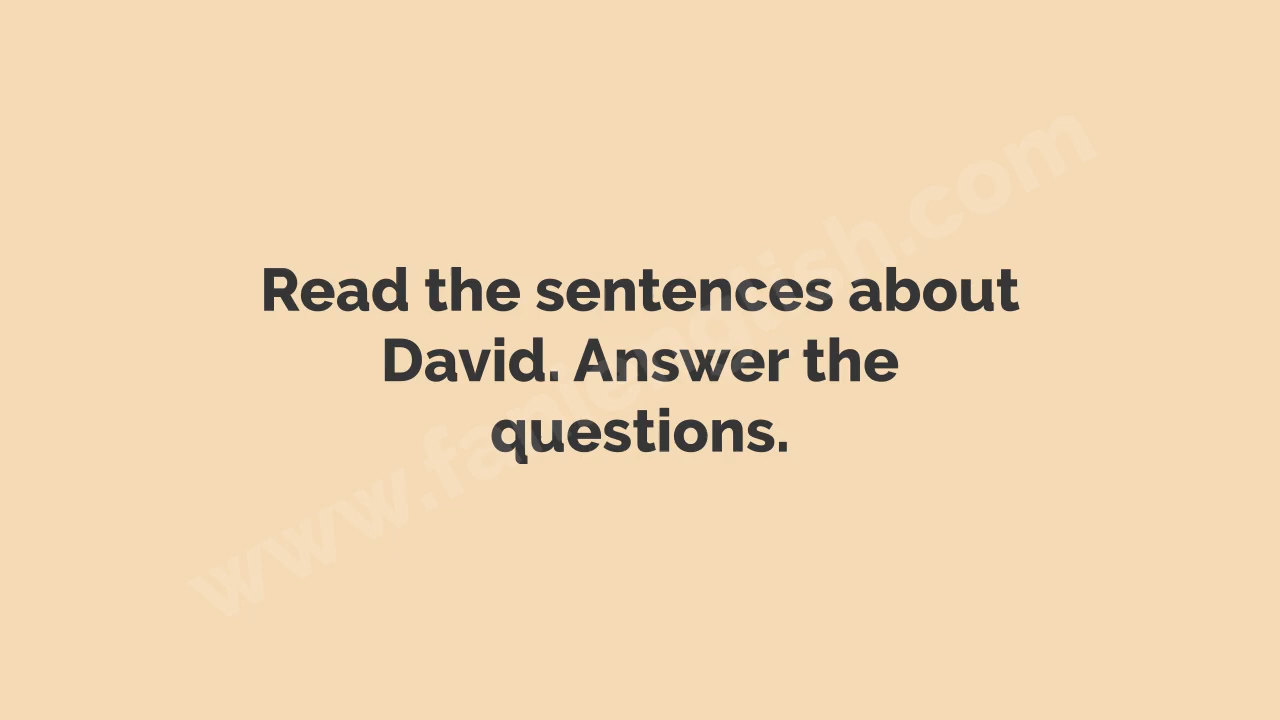 Read the sentences about
David. Answer the
questions.